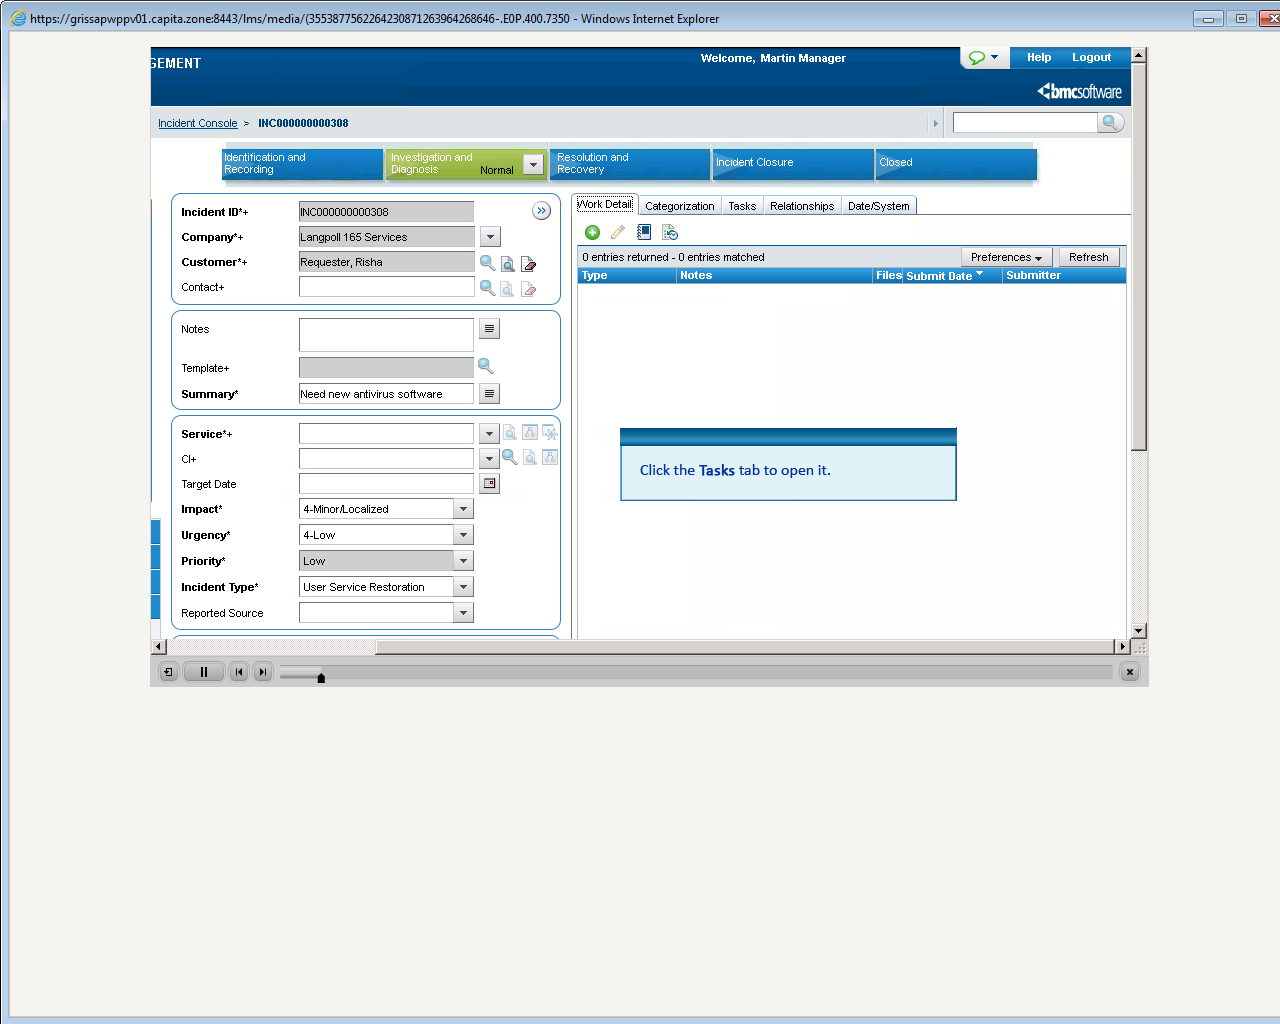 https://grissapwppv01.capita.zone:8443/lms/media/(35538775622642308712639642686​46-.E0P.400.7350 - Windows Internet Explorer
GEMENT
Welcome, Martin Manager
Help
Logout
bmcsoftware
Incident Console > INC000000000308
Identification and
Recording
Investigation and
Diagnosis
Normal
Resolution and
Recovery
Incident Closure
Closed
Incident ID*+
INC000000000308
Company*+
Langpoll 165 Services
Customer*+
Requester, Risha
Contact+
Notes
Template+
Summary*
Need new antivirus software
Service*+
CI+
Target Date
Impact*
4-Minor/Localized
Urgency*
4-Low
Priority*
Low
Incident Type*
User Service Restoration
Reported Source
Work Detail
Categorization
Tasks
Relationships
Date/System
0 entries returned - 0 entries matched
Preferences
Refresh
Type
Notes
Files
Submit Date
Submitter
Click the Tasks tab to open it.